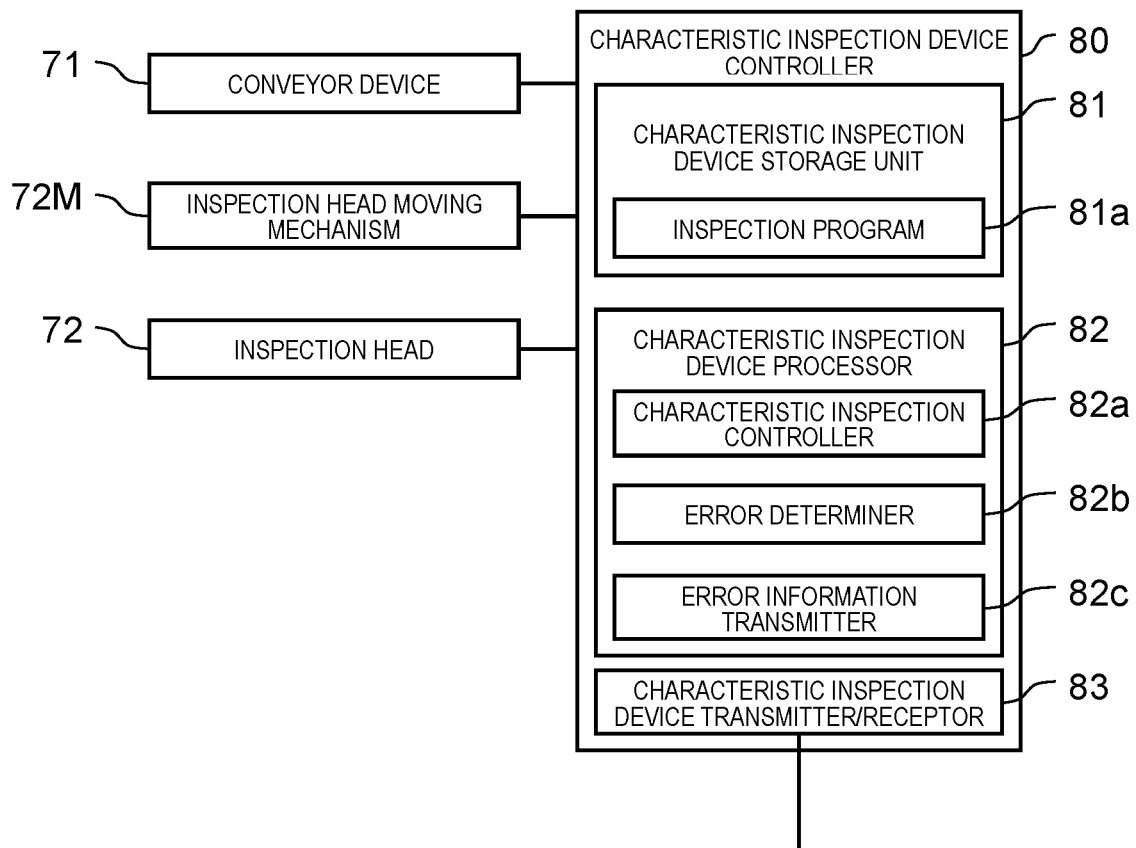 71
CONVEYOR DEVICE
72M
INSPECTION HEAD MOVING
MECHANISM
72
INSPECTION HEAD
CHARACTERISTIC INSPECTION DEVICE
CONTROLLER
80
CHARACTERISTIC INSPECTION
DEVICE STORAGE UNIT
81
INSPECTION PROGRAM
81a
CHARACTERISTIC INSPECTION
DEVICE PROCESSOR
82
CHARACTERISTIC INSPECTION
CONTROLLER
82a
ERROR DETERMINER
82b
ERROR INFORMATION
TRANSMITTER
82c
CHARACTERISTIC INSPECTION
DEVICE TRANSMITTER/RECEPTOR
83